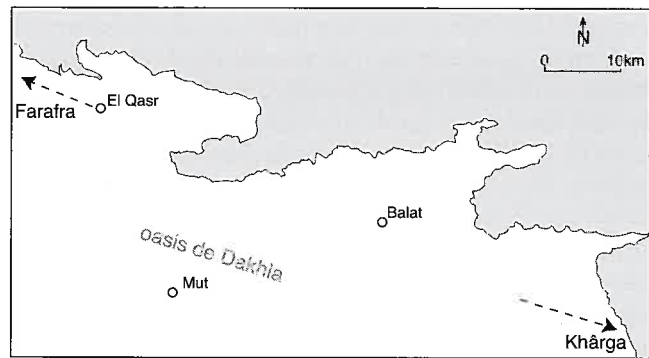 N
0 10km
El Qasr
Farafra
Balat
oasis de Dakhla
Mut
Khârga